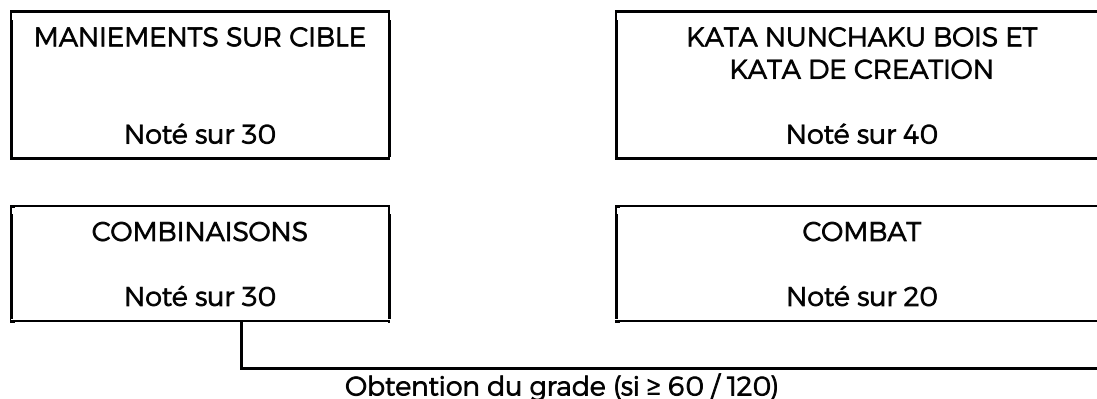 MANIEMENTS SUR CIBLE
Noté sur 30
KATA NUNCHAKU BOIS ET
KATA DE CREATION
Noté sur 40
COMBINAISONS
Noté sur 30
COMBAT
Noté sur 20
Obtention du grade (si ≥ 60 / 120)